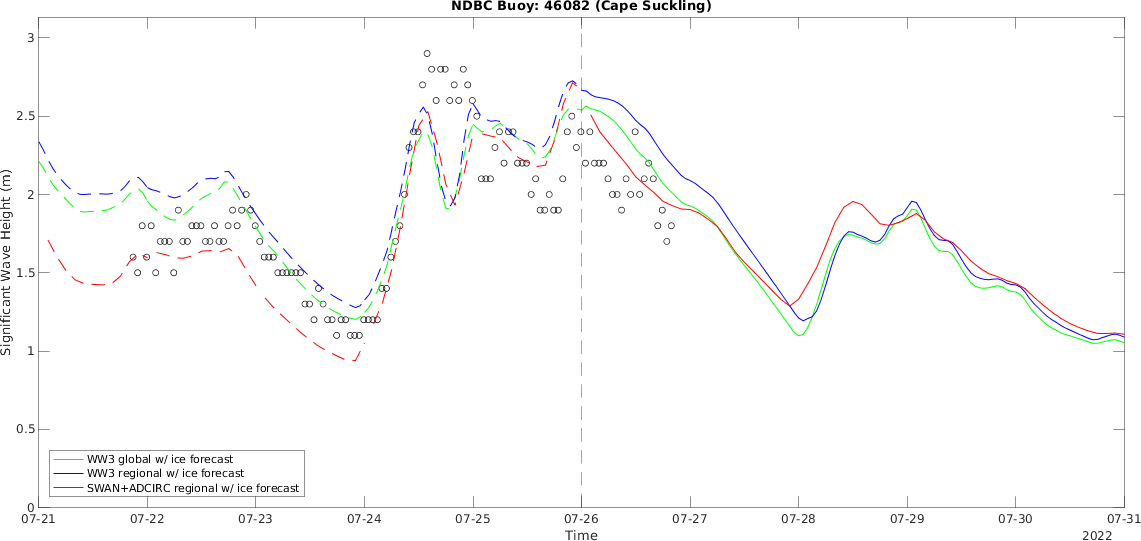 NDBC Buoy: 46082 (Cape Suckling)
Significant Wave Height (m)
3
2.5
2
1.5
1
0.5
0
WW3 global w/ ice forecast
WW3 regional w/ ice forecast
SWAN+ADCIRC regional w/ ice forecast
07-21 07-22 07-23 07-24 07-25 07-26 07-27 07-28 07-29 07-30 07-31
Time
2022